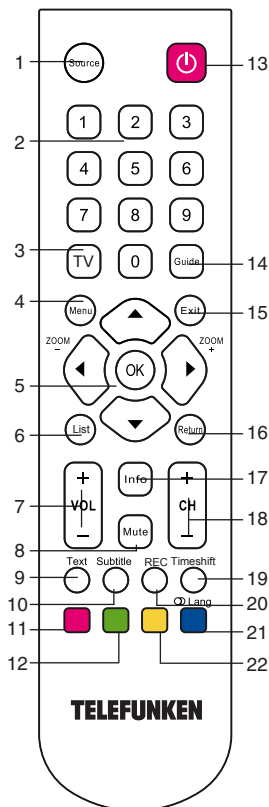 1 Source 13
1 2 3
2
4 5 6
7 8 9
3 TV 0 Guide 14
4 Menu Exit 15
ZOOM − ZOOM +
5 OK
6 List Return 16
Info 17
+ +
7 VOL CH 18
− −
8 Mute
Text Subtitle REC Timeshift
9 19
10 20
Lang
11 21
12 22
TELEFUNKEN